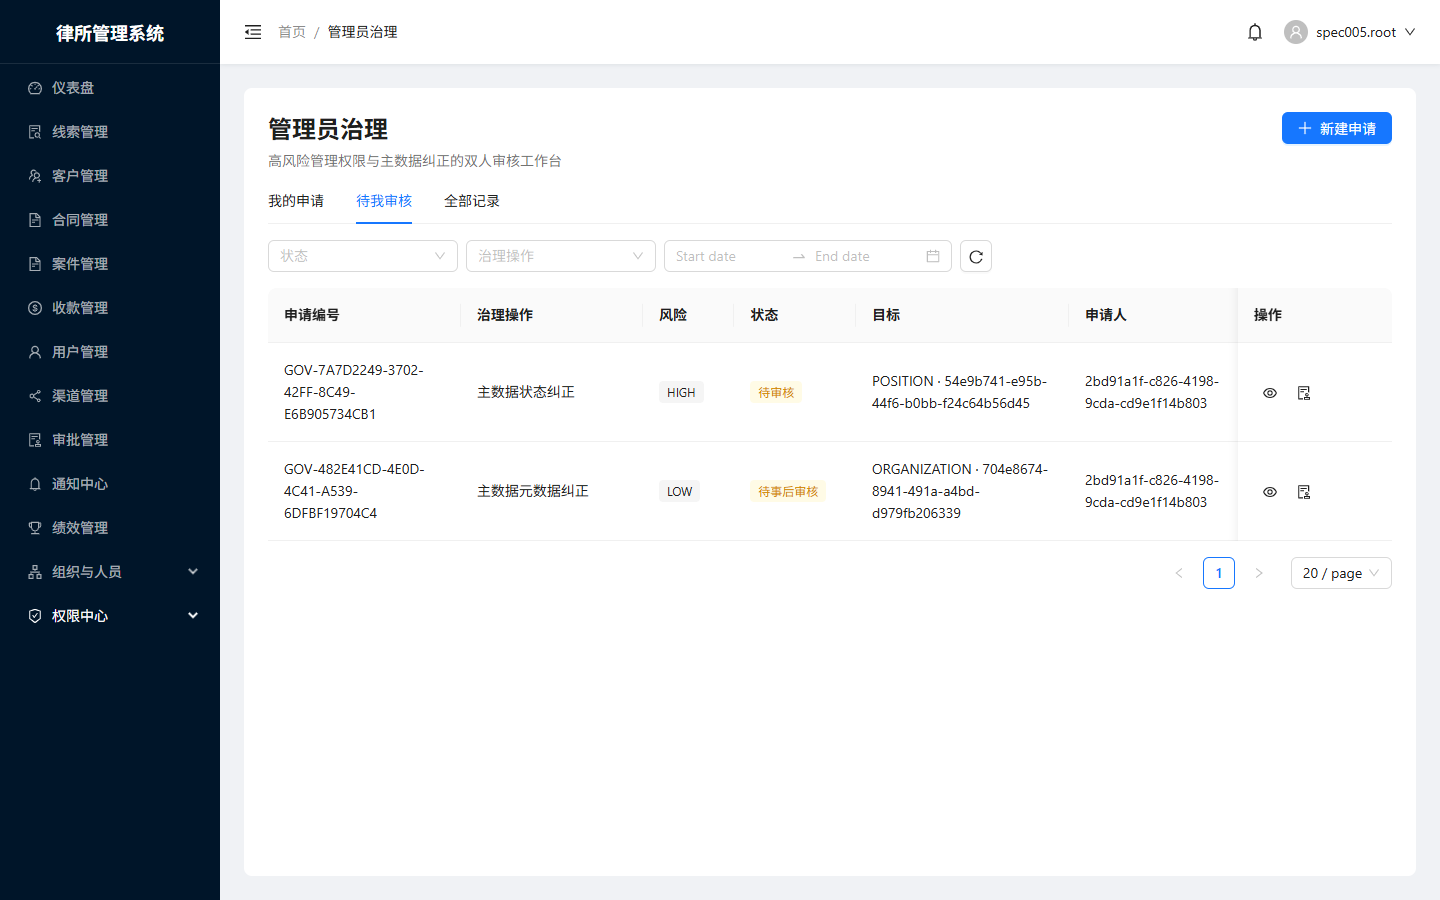 律所管理系统
首页 / 管理员治理
spec005.root
仪表盘
线索管理
客户管理
合同管理
案件管理
收款管理
用户管理
渠道管理
审批管理
通知中心
绩效管理
组织与人员
权限中心
管理员治理
新建申请
高风险管理权限与主数据纠正的双人审核工作台
我的申请 待我审核 全部记录
状态 治理操作 Start date End date
申请编号 治理操作 风险 状态 目标 申请人 操作
GOV-7A7D2249-3702-
42FF-8C49-
E6B905734CB1
主数据状态纠正
HIGH
待审核
POSITION · 54e9b741-e95b-
44f6-b0bb-f24c64b56d45
2bd91a1f-c826-4198-
9cda-cd9e1f14b803
GOV-482E41CD-4E0D-
4C41-A539-
6DFBF19704C4
主数据元数据纠正
LOW
待事后审核
ORGANIZATION · 704e8674-
8941-491a-a4bd-
d979fb206339
2bd91a1f-c826-4198-
9cda-cd9e1f14b803
1
20 / page